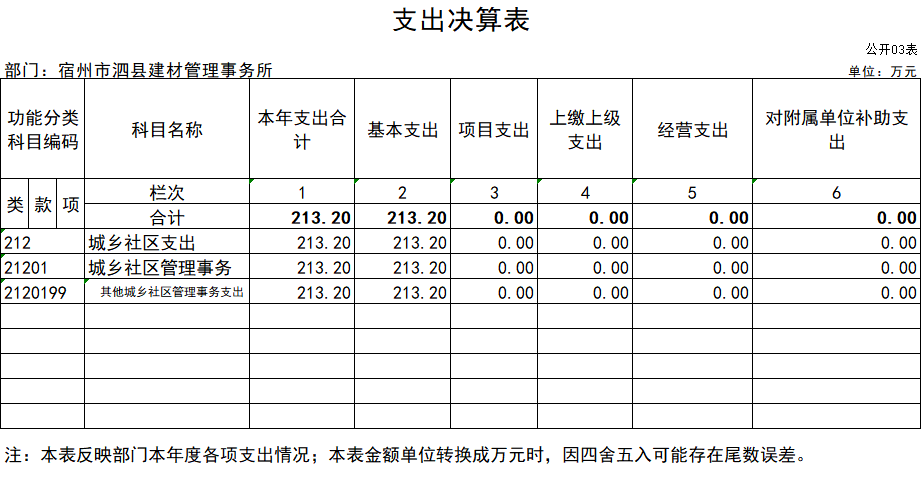 支出决算表
公开03表
部门：宿州市泗县建材管理事务所 单位：万元
功能分类科目编码 科目名称 本年支出合计 基本支出 项目支出 上缴上级支出 经营支出 对附属单位补助支出
类 款 项 栏次 1 2 3 4 5 6
合计 213.20 213.20 0.00 0.00 0.00 0.00
212 城乡社区支出 213.20 213.20 0.00 0.00 0.00 0.00
21201 城乡社区管理事务 213.20 213.20 0.00 0.00 0.00 0.00
2120199 其他城乡社区管理事务支出 213.20 213.20 0.00 0.00 0.00 0.00
注：本表反映部门本年度各项支出情况；本表金额单位转换成万元时，因四舍五入可能存在尾数误差。